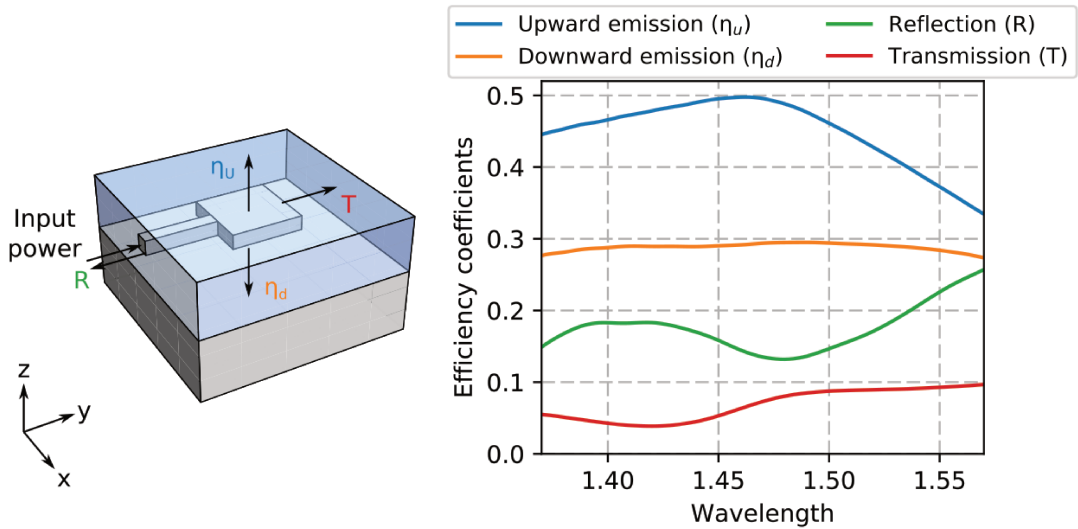 Input
power
R
ηU
T
ηd
z
y
x
Upward emission (ηu)
Downward emission (ηd)
Reflection (R)
Transmission (T)
Efficiency coefficients
0.5
0.4
0.3
0.2
0.1
0.0
1.40 1.45 1.50 1.55
Wavelength